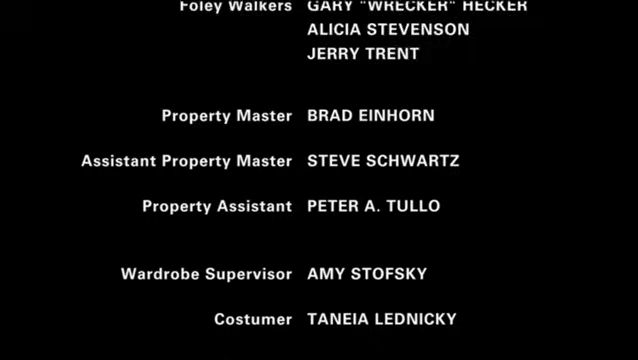 Foley Walkers GARY "WRECKER" HECKER
ALICIA STEVENSON
JERRY TRENT
Property Master BRAD EINHORN
Assistant Property Master STEVE SCHWARTZ
Property Assistant PETER A. TULLO
Wardrobe Supervisor AMY STOFSKY
Costumer TANEIA LEDNICKY